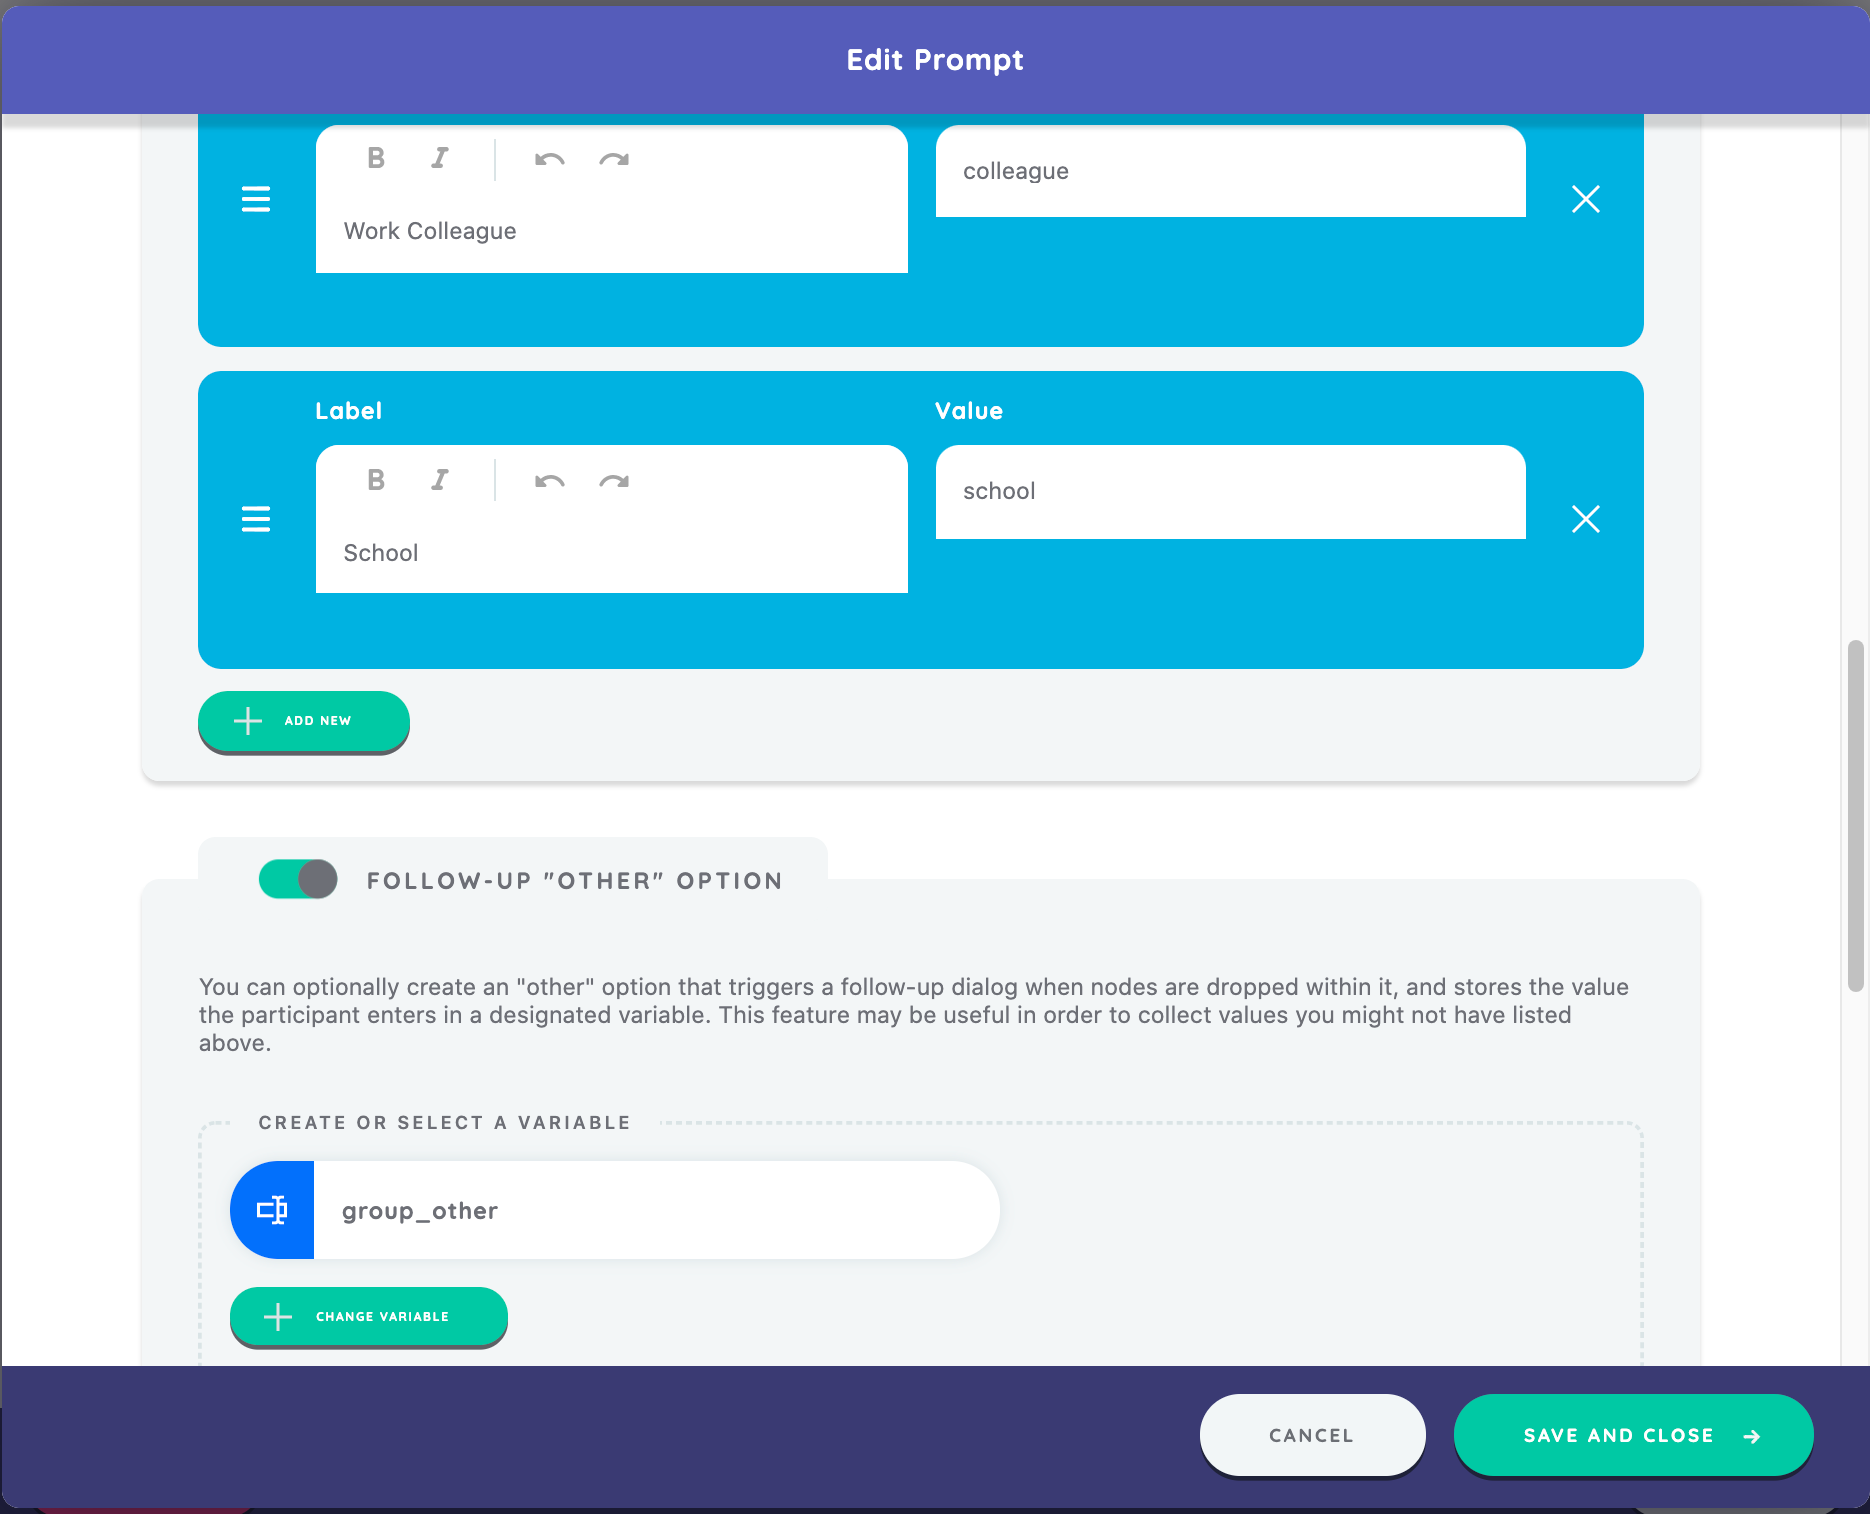 Edit Prompt
B I
Work Colleague
colleague
Label
Value
B I
School
school
ADD NEW
FOLLOW-UP "OTHER" OPTION
You can optionally create an "other" option that triggers a follow-up dialog when nodes are dropped within it, and stores the value
the participant enters in a designated variable. This feature may be useful in order to collect values you might not have listed
above.
CREATE OR SELECT A VARIABLE
group_other
CHANGE VARIABLE
CANCEL
SAVE AND CLOSE